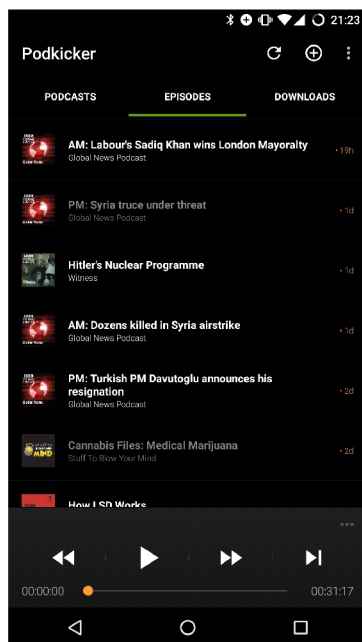 21:23
Podkicker
PODCASTS EPISODES DOWNLOADS
AM: Labour's Sadiq Khan wins London Mayoralty
Global News Podcast
• 19h
PM: Syria truce under threat
Global News Podcast
• 1d
Hitler's Nuclear Programme
Witness
• 1d
AM: Dozens killed in Syria airstrike
Global News Podcast
• 1d
PM: Turkish PM Davutoglu announces his
resignation
Global News Podcast
• 2d
Cannabis Files: Medical Marijuana
Stuff To Blow Your Mind
• 2d
How LSD Works
00:00:00 00:31:17